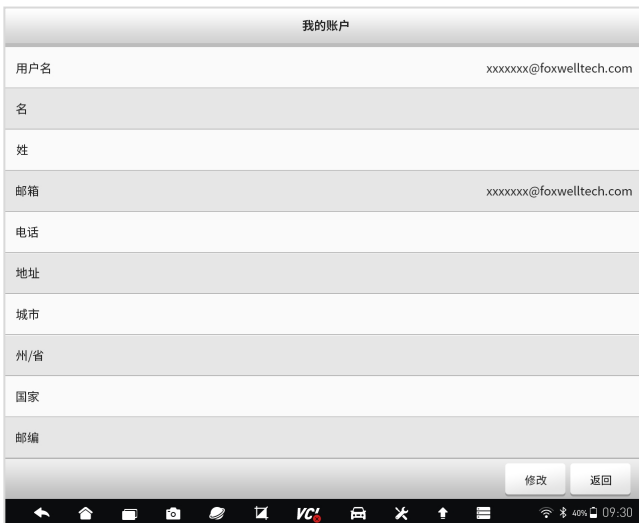 我的账户
用户名 xxxxxxx@foxwelltech.com
名
姓
邮箱 xxxxxxx@foxwelltech.com
电话
地址
城市
州/省
国家
邮编
修改 返回
VCI 40% 09:30